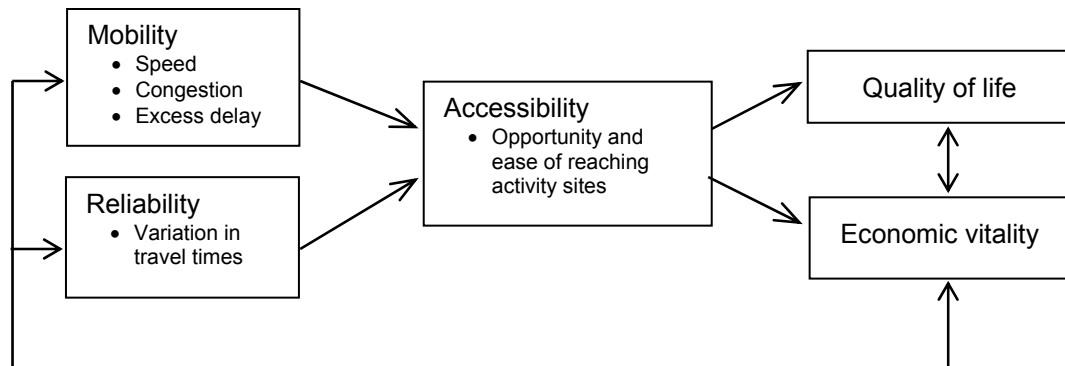 Mobility
• Speed
• Congestion
• Excess delay
Reliability
• Variation in
travel times
Accessibility
• Opportunity and
ease of reaching
activity sites
Quality of life
Economic vitality